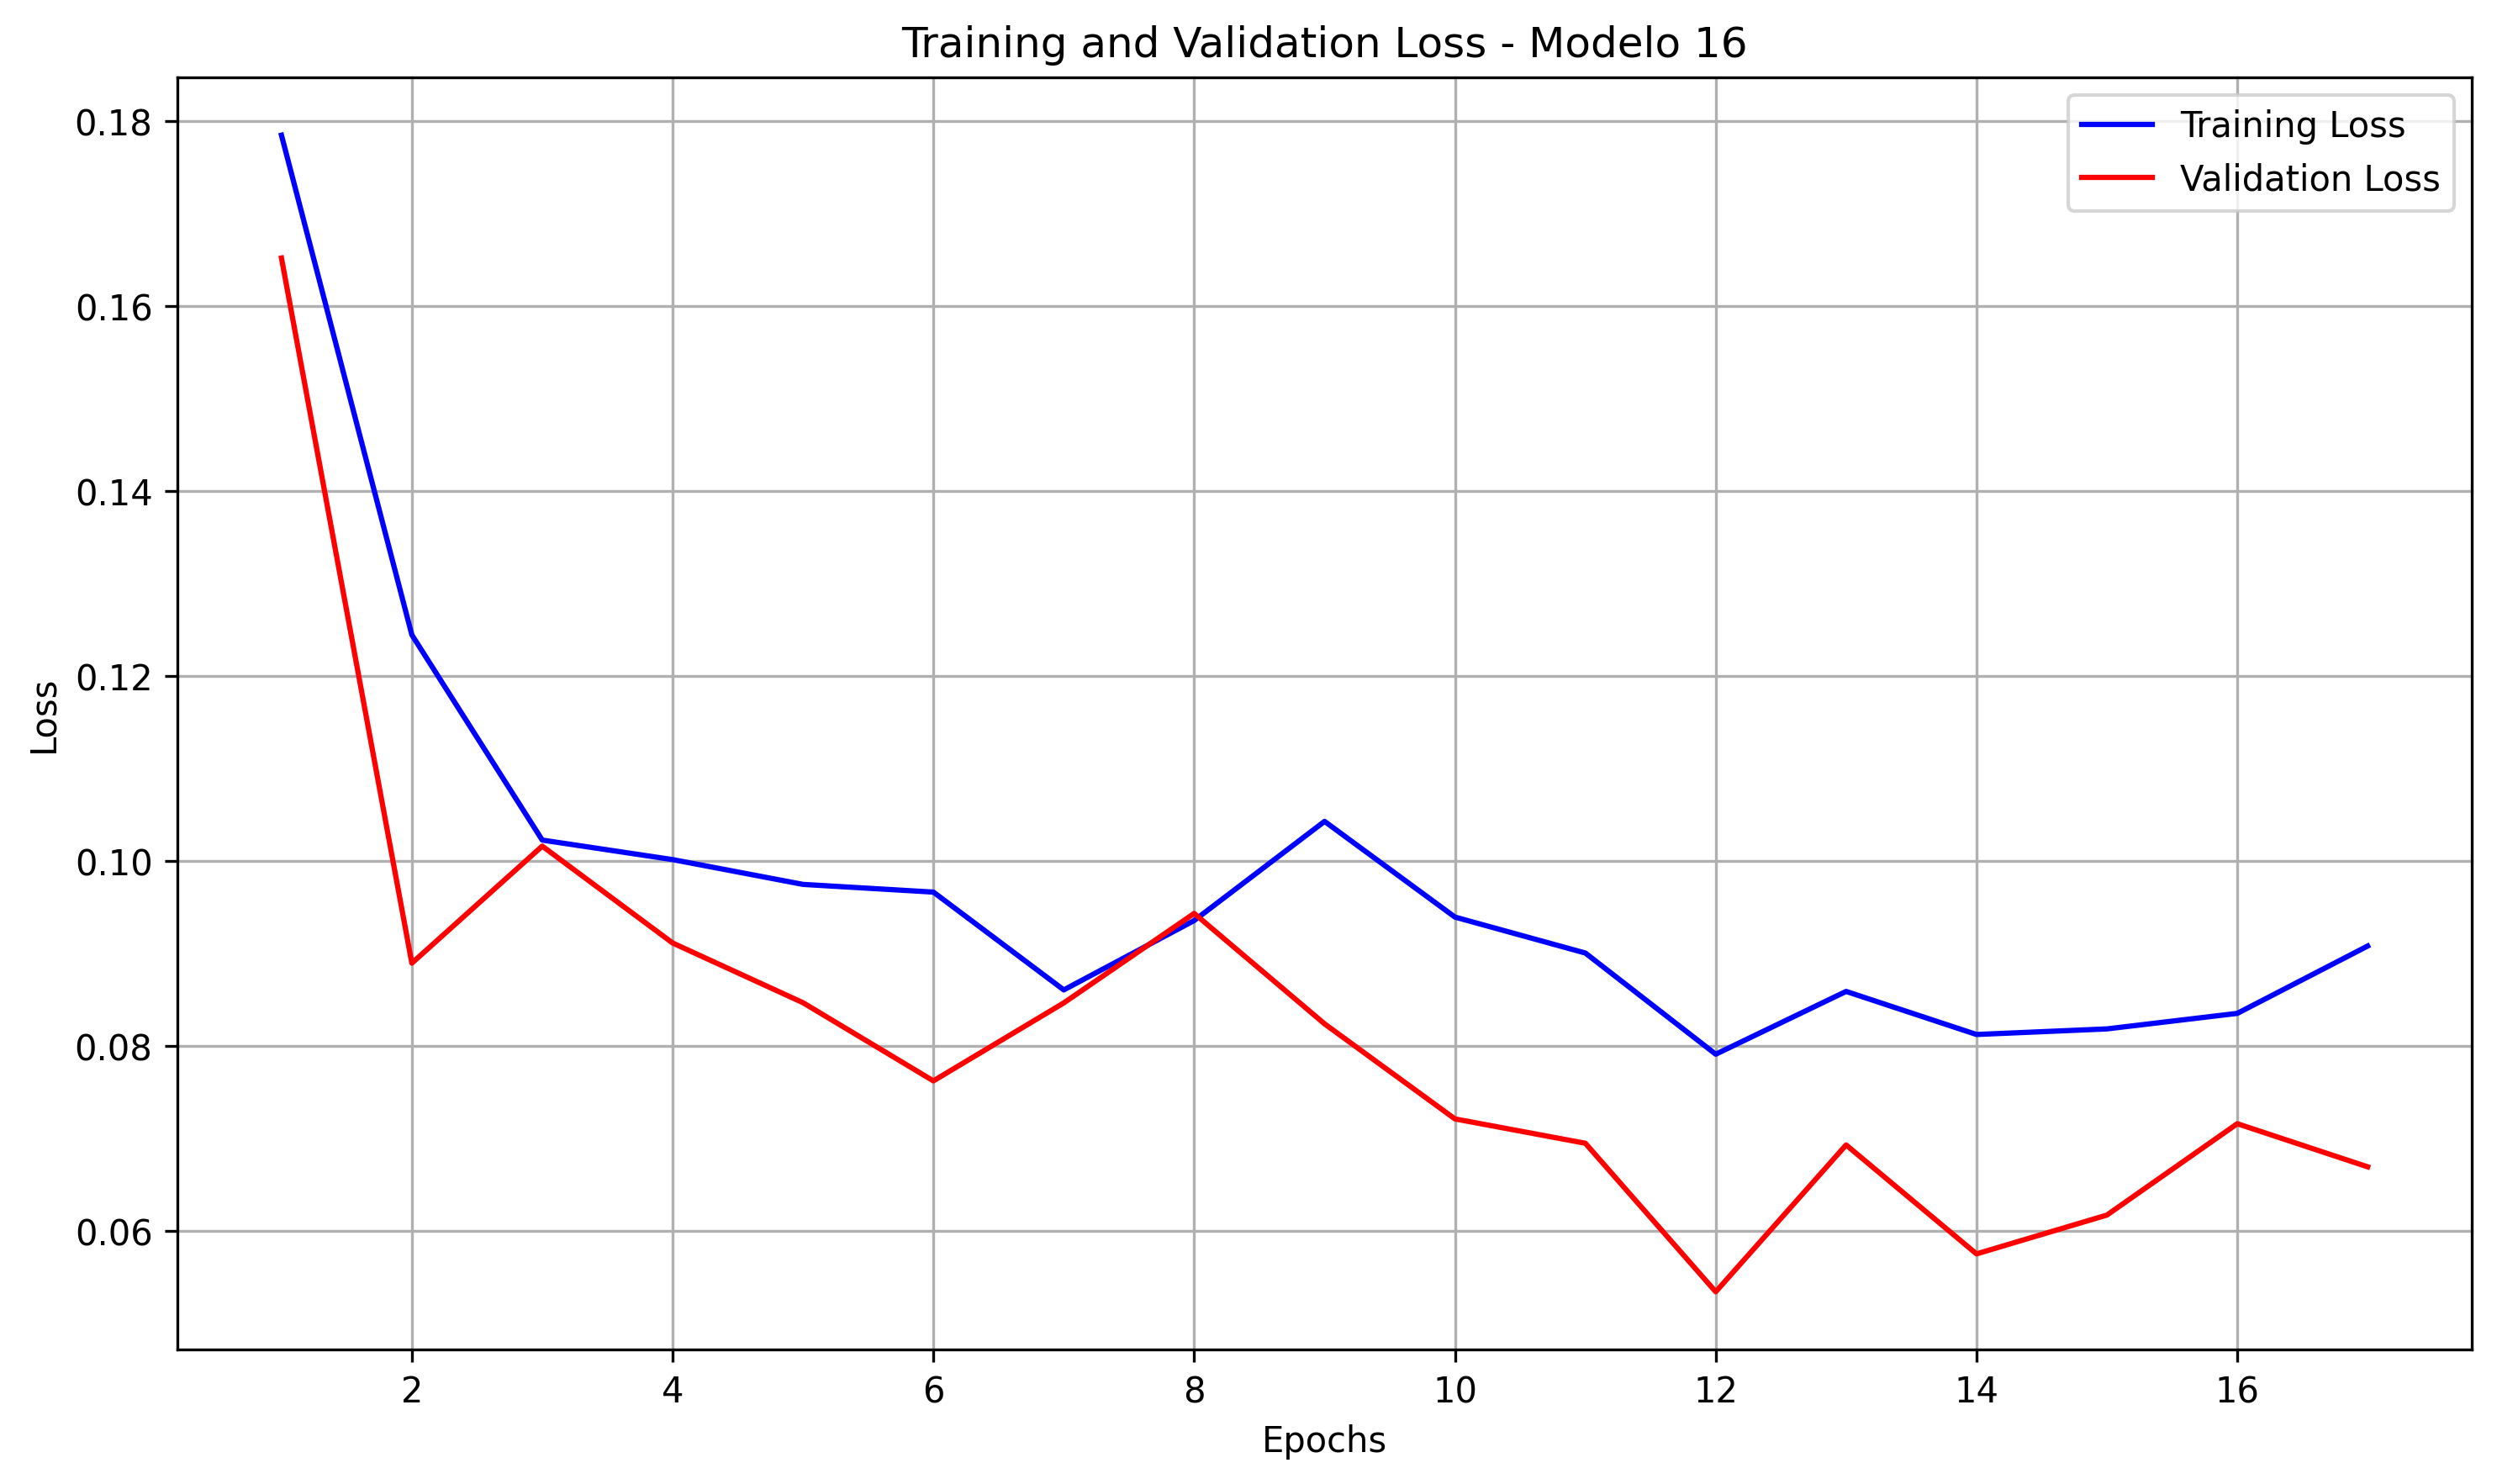 Training and Validation Loss - Modelo 16
Training Loss
Validation Loss
0.18
0.16
0.14
0.12
0.10
0.08
0.06
Loss
2 4 6 8 10 12 14 16
Epochs